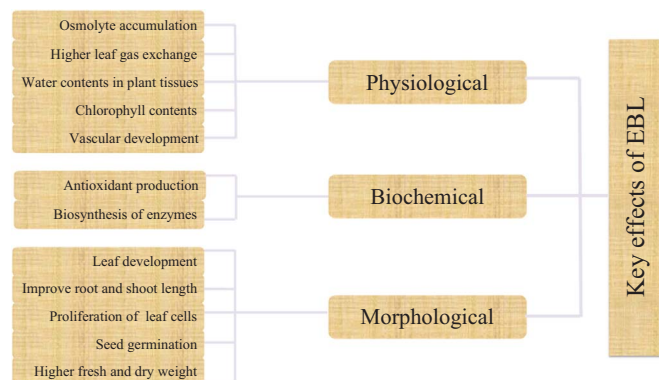 Osmolyte accumulation
Higher leaf gas exchange
Water contents in plant tissues
Chlorophyll contents
Vascular development
Physiological
Antioxidant production
Biosynthesis of enzymes
Biochemical
Leaf development
Improve root and shoot length
Proliferation of leaf cells
Seed germination
Higher fresh and dry weight
Morphological
Key effects of EBL